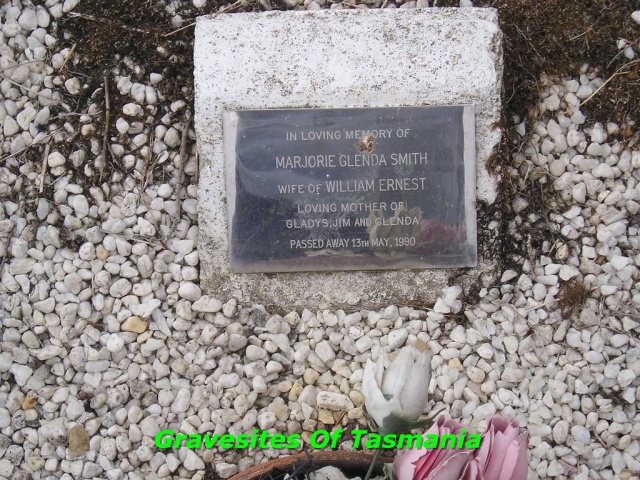 IN LOVING MEMORY OF
MARJORIE GLENDA SMITH
WIFE OF WILLIAM ERNEST
LOVING MOTHER OF
GLADYS, JIM AND GLENDA
PASSED AWAY 13TH MAY, 1990
Gravesites Of Tasmania